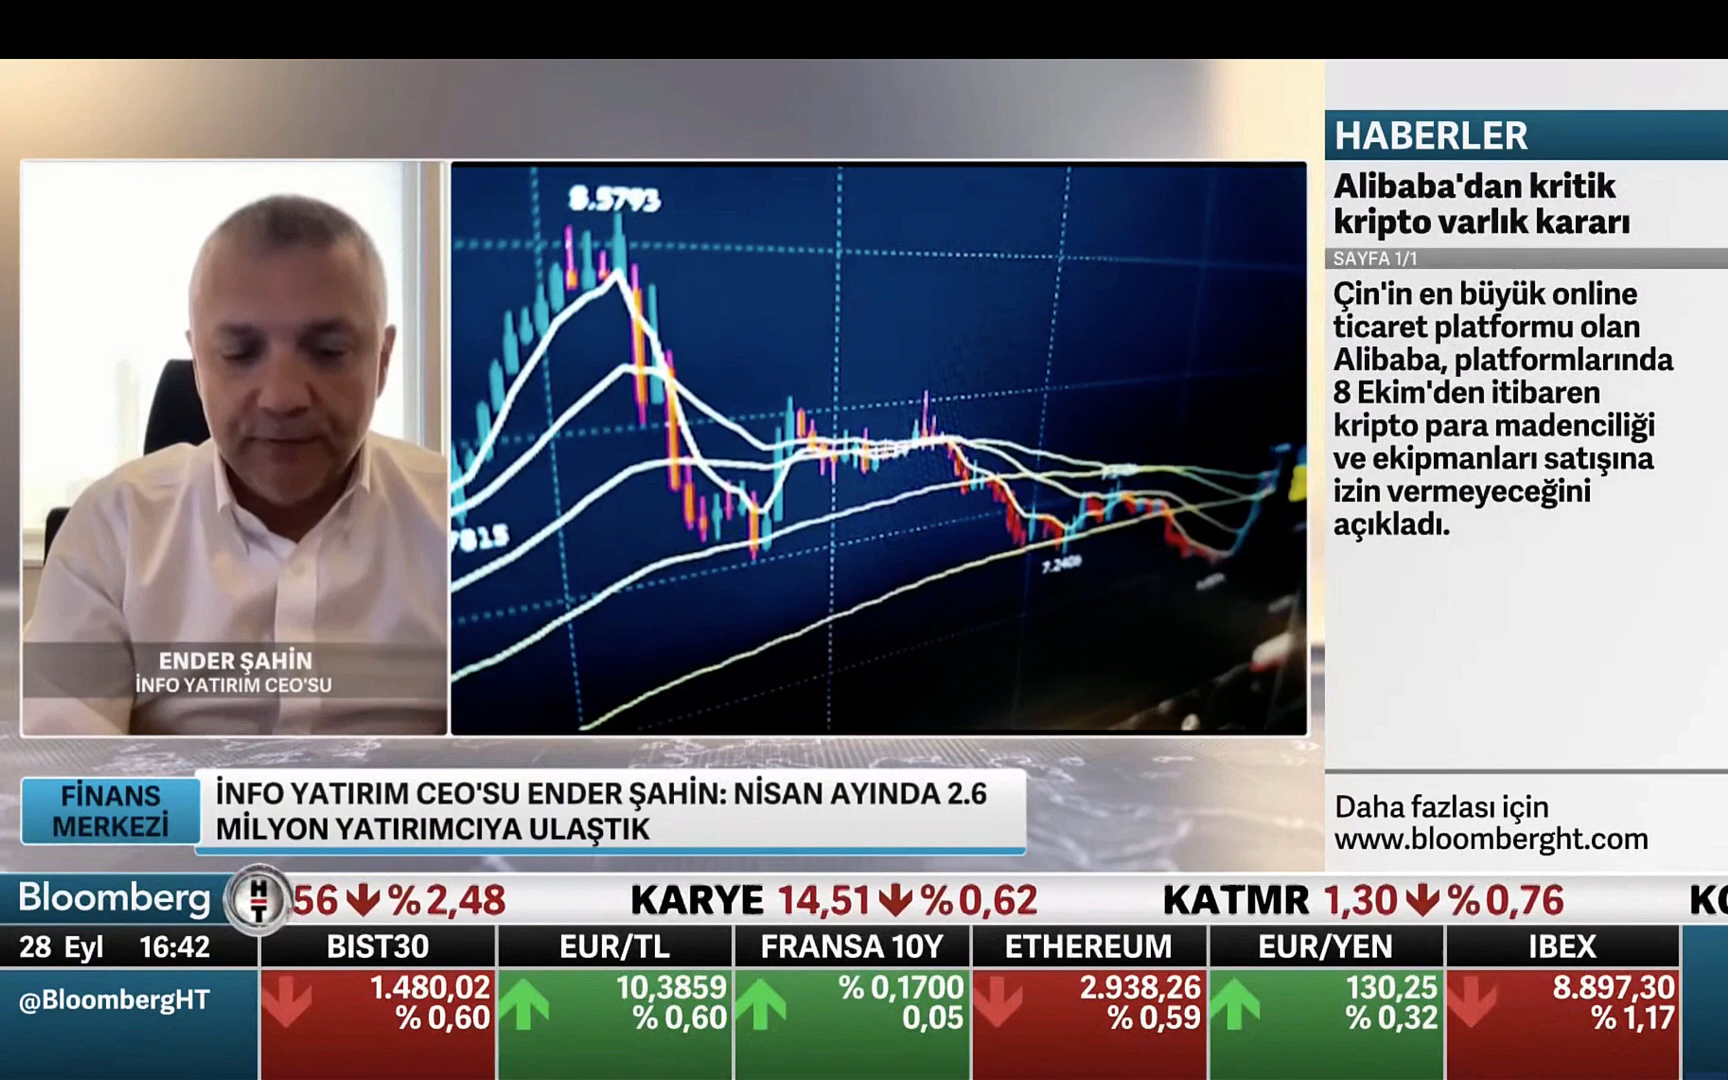 HABERLER
Alibaba'dan kritik
kripto varlık kararı
SAYFA 1/1
Çin'in en büyük online
ticaret platformu olan
Alibaba, platformlarında
8 Ekim'den itibaren
kripto para madenciliği
ve ekipmanları satışına
izin vermeyeceğini
açıkladı.
Daha fazlası için
www.bloomberght.com
8.5793
7815
ENDER ŞAHİN
İNFO YATIRIM CEO'SU
FİNANS
MERKEZİ
İNFO YATIRIM CEO'SU ENDER ŞAHİN: NİSAN AYINDA 2.6
MİLYON YATIRIMCIYA ULAŞTIK
Bloomberg HT
56 %2,48 KARYE 14,51 %0,62 KATMR 1,30 %0,76
28 Eyl 16:42
@BloombergHT
BIST30
1.480,02
% 0,60
EUR/TL
10,3859
% 0,60
FRANSA 10Y
% 0,1700
0,05
ETHEREUM
2.938,26
% 0,59
EUR/YEN
130,25
% 0,32
IBEX
8.897,30
% 1,17